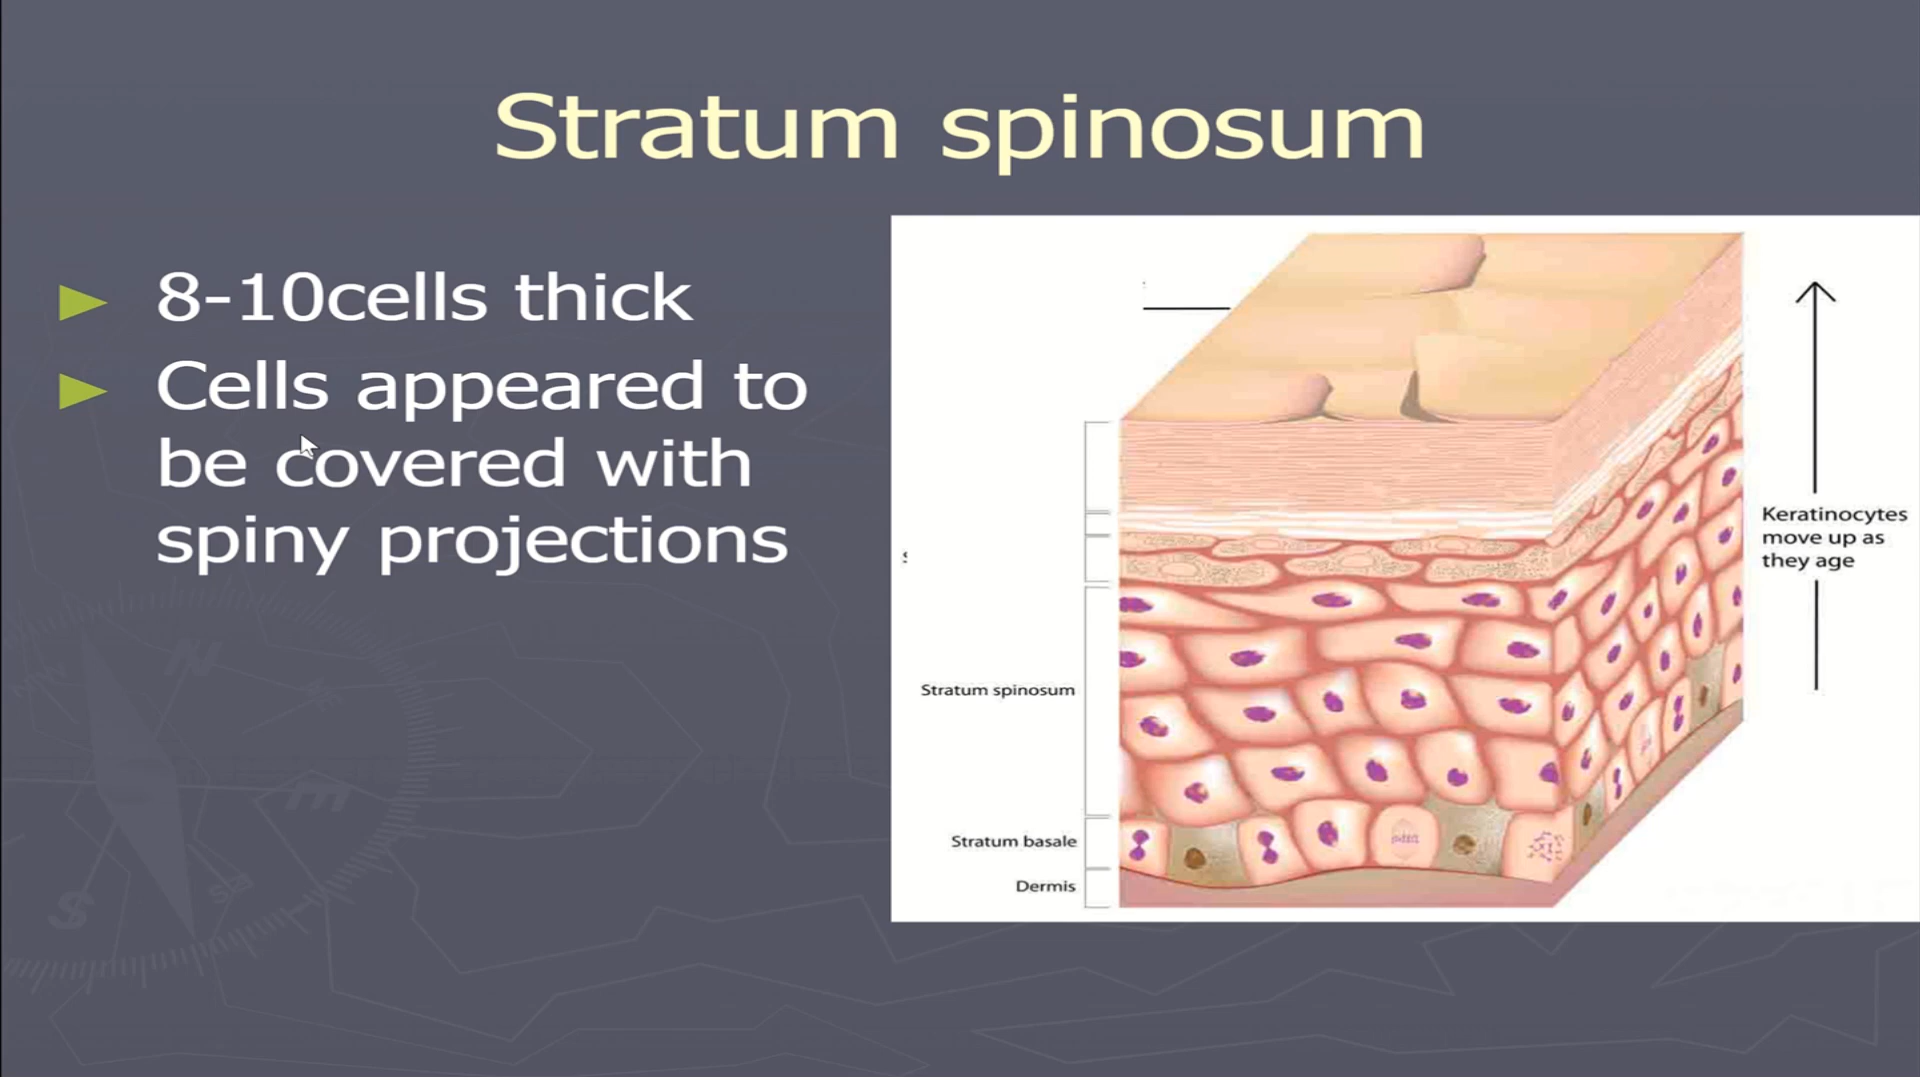 Stratum spinosum
8-10cells thick
Cells appeared to
be covered with
spiny projections
Keratinocytes
move up as
they age
Stratum spinosum
Stratum basale
Dermis